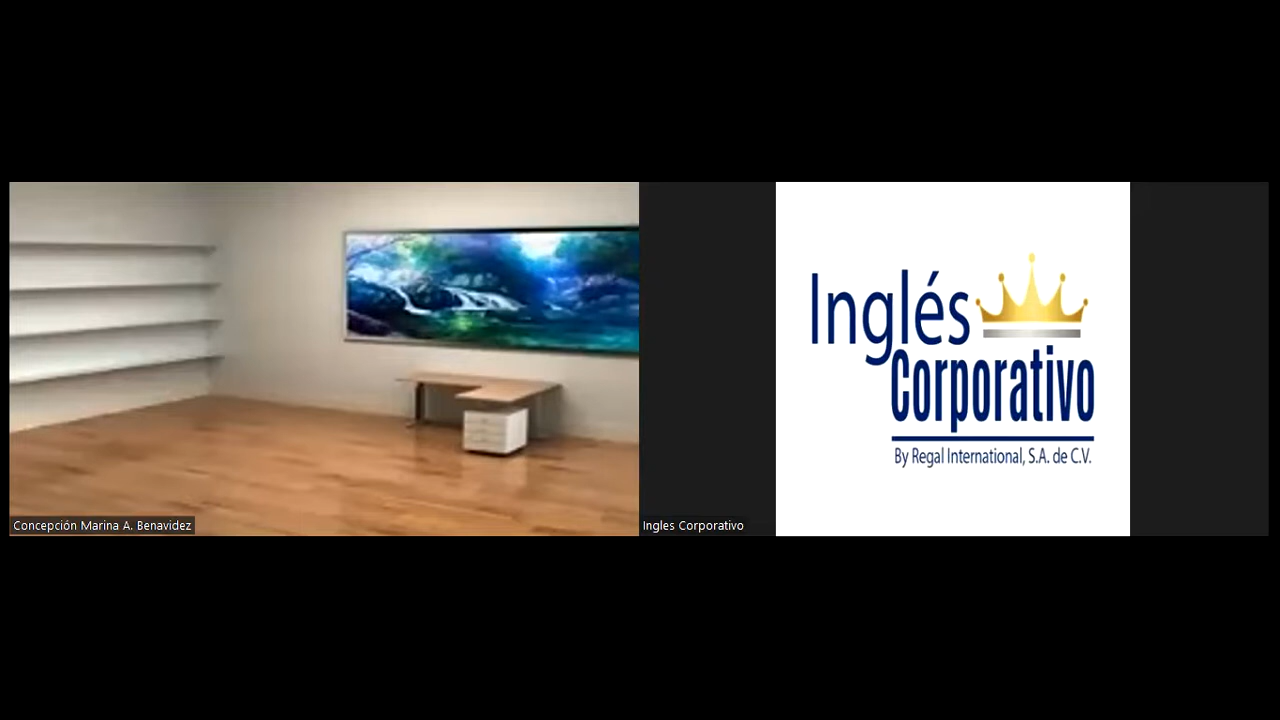 Inglés
Corporativo
By Regal International, S.A. de C.V.
Concepción Marina A. Benavidez
Ingles Corporativo